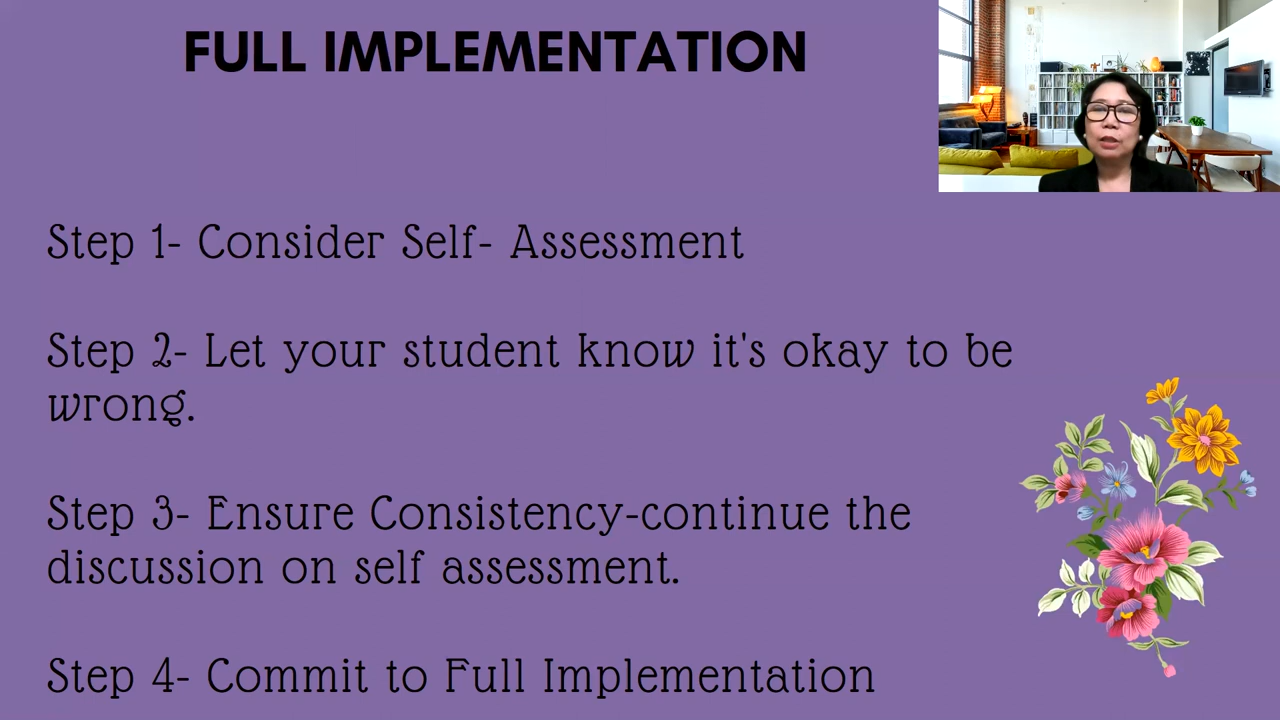 FULL IMPLEMENTATION
Step 1- Consider Self- Assessment
Step 2- Let your student know it's okay to be
wrong.
Step 3- Ensure Consistency-continue the
discussion on self assessment.
Step 4- Commit to Full Implementation